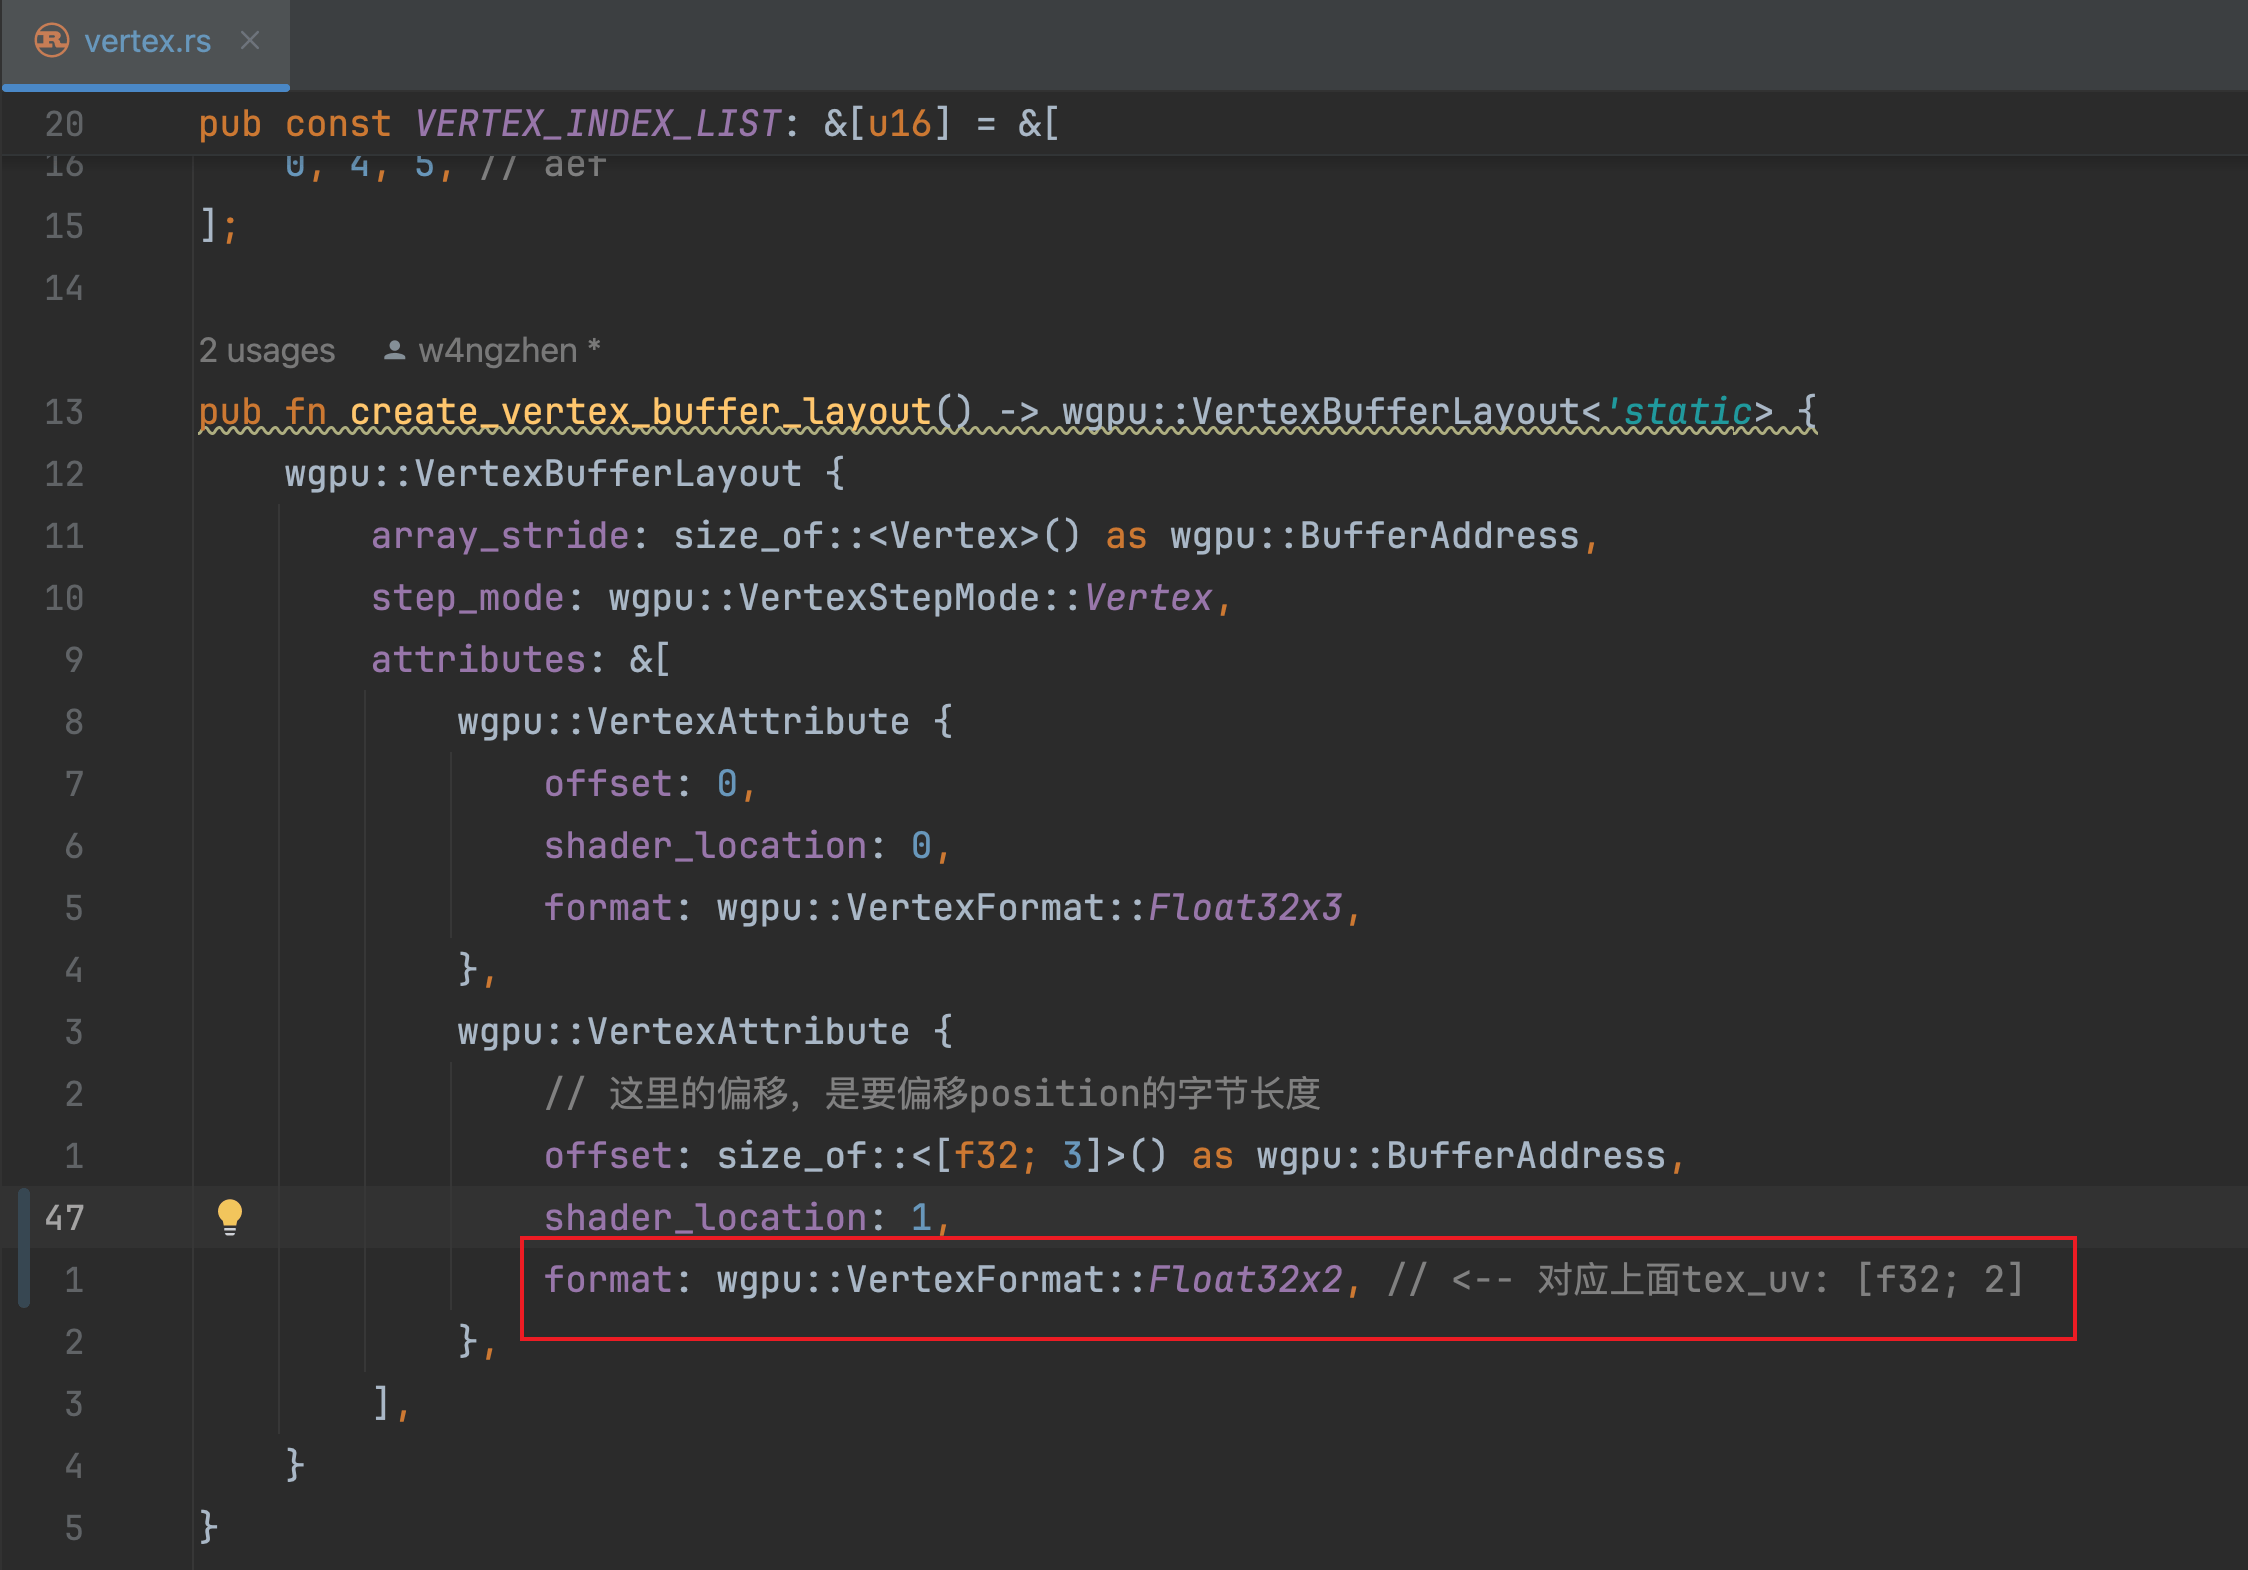 vertex.rs
20 pub const VERTEX_INDEX_LIST: &[u16] = &[
16 0, 4, 5, // aef
15 ];
14
2 usages w4ngzhen *
13 pub fn create_vertex_buffer_layout() -> wgpu::VertexBufferLayout<'static> {
12 wgpu::VertexBufferLayout {
11 array_stride: size_of::<Vertex>() as wgpu::BufferAddress,
10 step_mode: wgpu::VertexStepMode::Vertex,
9 attributes: &[
8 wgpu::VertexAttribute {
7 offset: 0,
6 shader_location: 0,
5 format: wgpu::VertexFormat::Float32x3,
4 },
3 wgpu::VertexAttribute {
2 // 这里的偏移，是要偏移position的字节长度
1 offset: size_of::<[f32; 3]>() as wgpu::BufferAddress,
47 shader_location: 1,
1 format: wgpu::VertexFormat::Float32x2, // <-- 对应上面tex_uv: [f32; 2]
2 },
3 ],
4 }
5 }